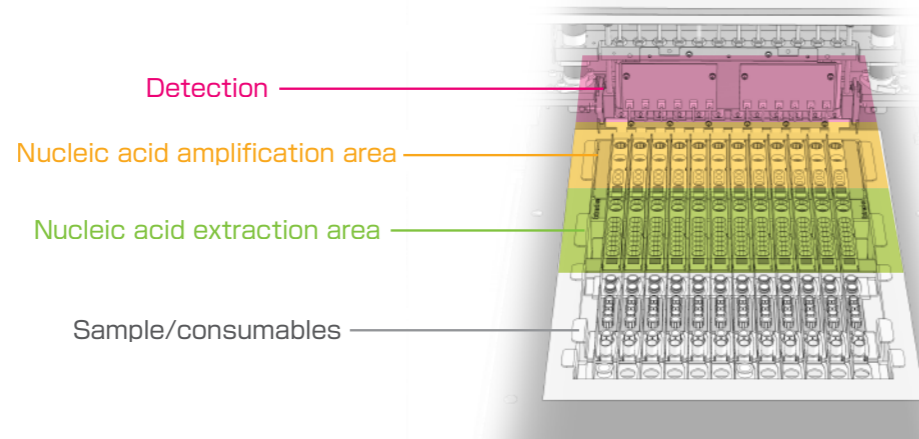 Detection
Nucleic acid amplification area
Nucleic acid extraction area
Sample/consumables